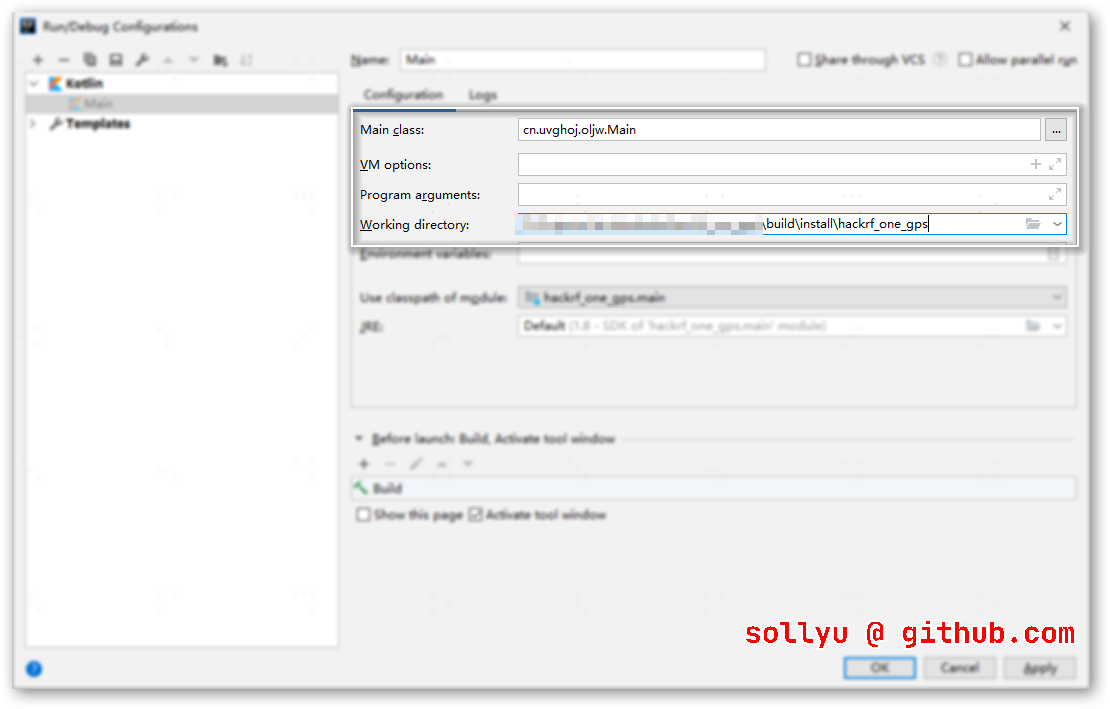 Run/Debug Configurations
Name: Main
Share through VCS
Allow parallel run
Kotlin
Main
Templates
Configuration Logs
Main class: cn.uvghoj.oljw.Main ...
VM options:
Program arguments:
Working directory: \build\install\hackrf_one_gps
Environment variables:
Use classpath of module: hackrf_one_gps.main
JRE: Default (1.8 - SDK of 'hackrf_one_gps.main' module)
Before launch: Build, Activate tool window
Build
Show this page Activate tool window
sollyu @ github.com
? OK Cancel Apply